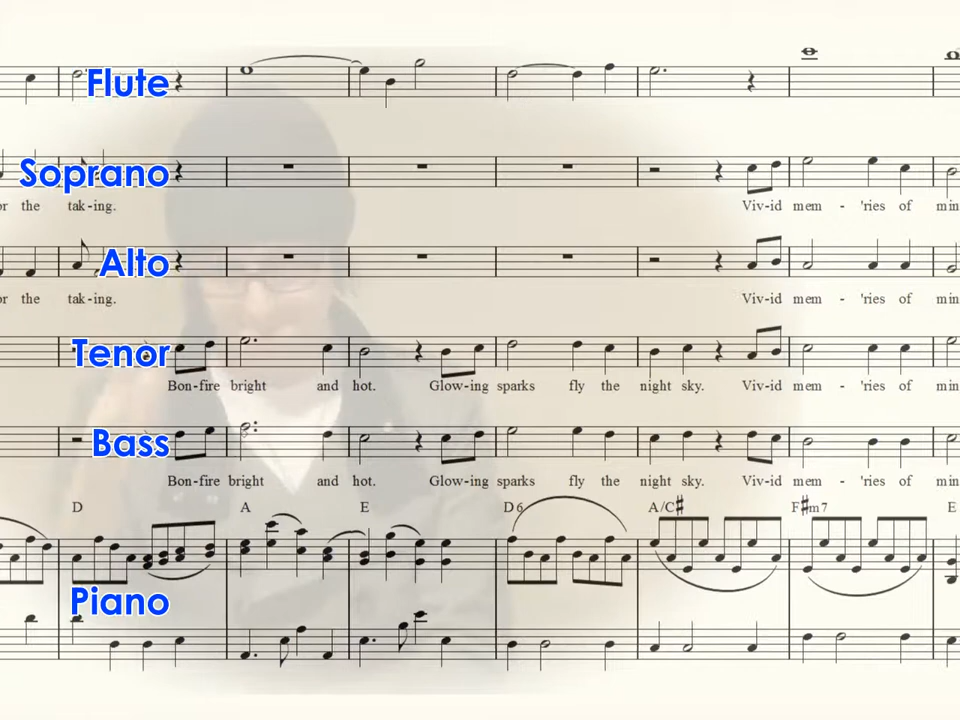 Flute
Soprano
or the tak-ing. Viv-id mem - 'ries of min
Alto
or the tak-ing. Viv-id mem - 'ries of min
Tenor
Bon-fire bright and hot. Glow-ing sparks fly the night sky. Viv-id mem - 'ries of min
Bass
Bon-fire bright and hot. Glow-ing sparks fly the night sky. Viv-id mem - 'ries of min
D A E D6 A/C♯ F♯m7 E
Piano